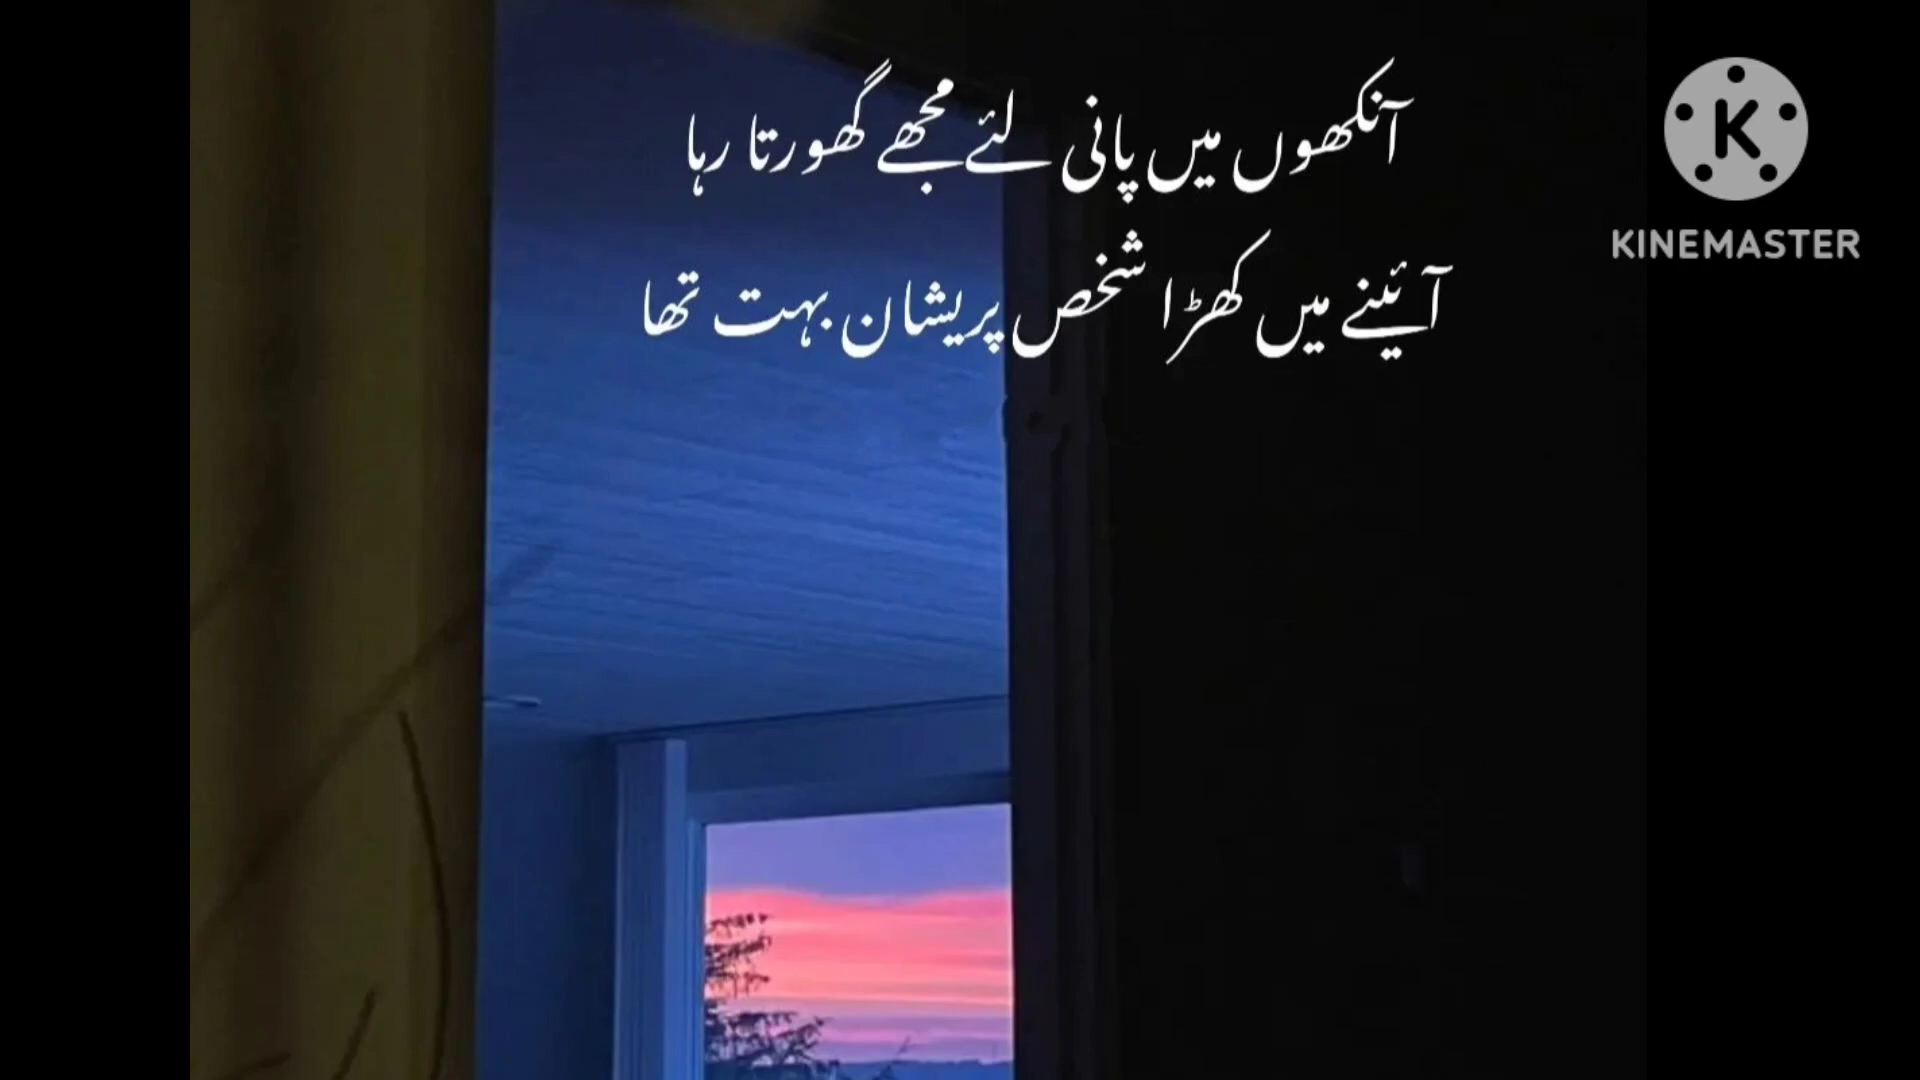 آنکھوں میں پانی لئے مجھے گھورتا رہا
آئینے میں کھڑا شخص پریشان بہت تھا
K
KINEMASTER